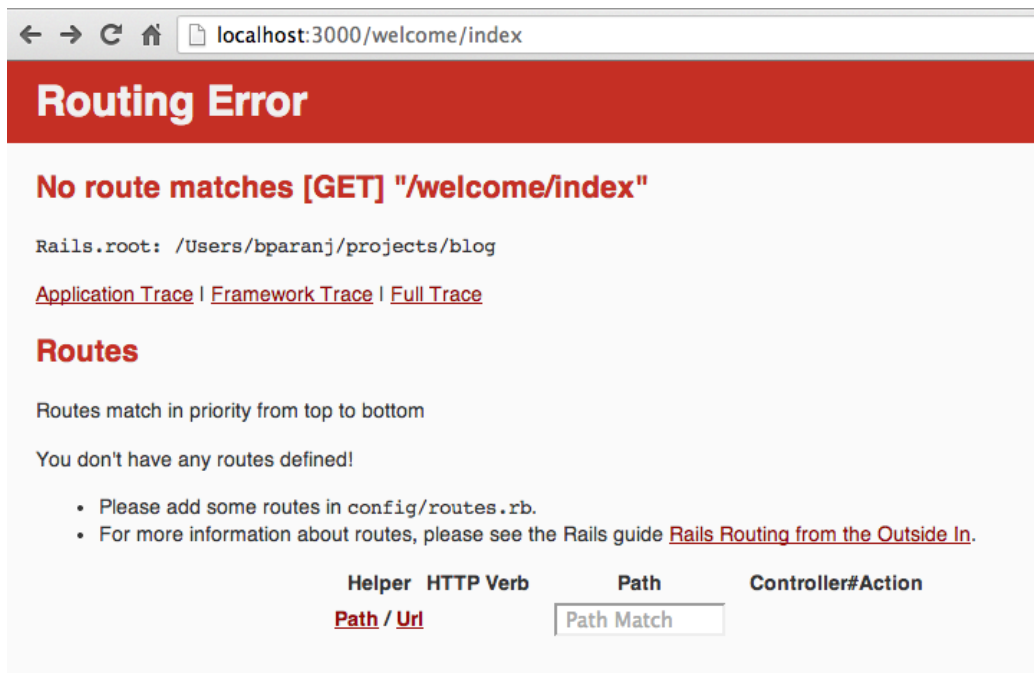 localhost:3000/welcome/index
Routing Error
No route matches [GET] "/welcome/index"
Rails.root: /Users/bparanj/projects/blog
Application Trace | Framework Trace | Full Trace
Routes
Routes match in priority from top to bottom
You don't have any routes defined!
• Please add some routes in config/routes.rb.
• For more information about routes, please see the Rails guide Rails Routing from the Outside In.
Helper HTTP Verb Path Controller#Action
Path / Url Path Match